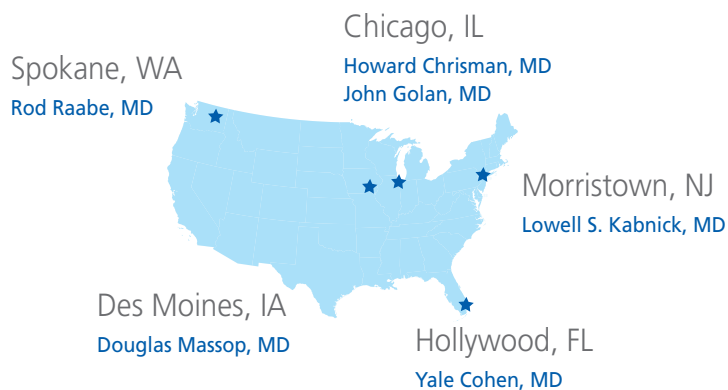 Chicago, IL
Howard Chrisman, MD
John Golan, MD
Spokane, WA
Rod Raabe, MD
Morristown, NJ
Lowell S. Kabnick, MD
Des Moines, IA
Douglas Massop, MD
Hollywood, FL
Yale Cohen, MD